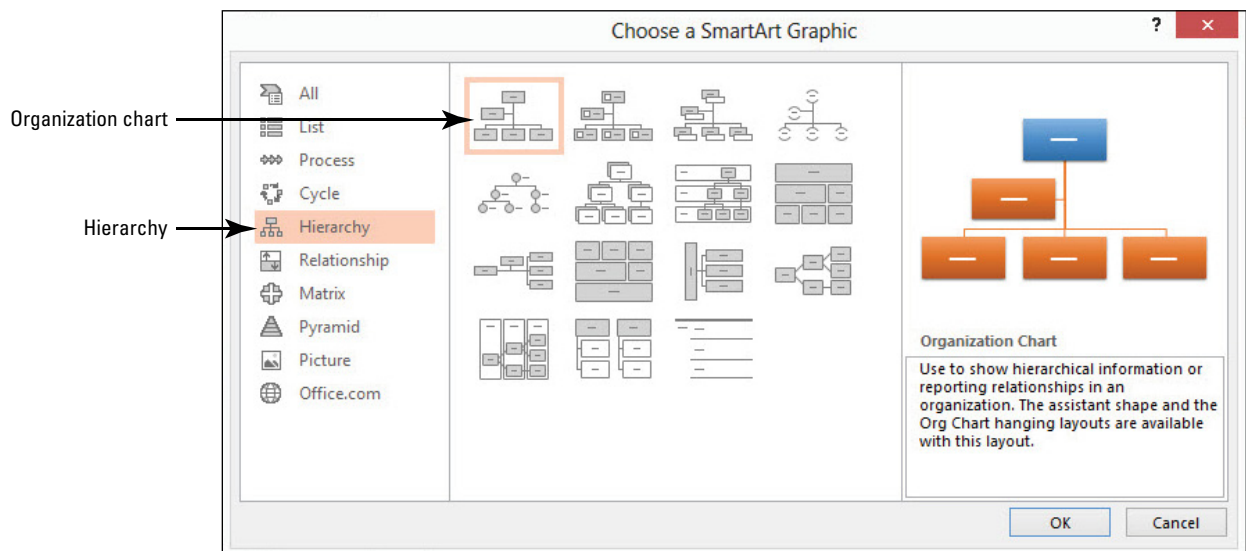 Choose a SmartArt Graphic
?
All
Organization chart
List
Process
Cycle
Hierarchy
Hierarchy
Relationship
Matrix
Pyramid
Picture
Office.com
Organization Chart
Use to show hierarchical information or
reporting relationships in an
organization. The assistant shape and the
Org Chart hanging layouts are available
with this layout.
OK
Cancel